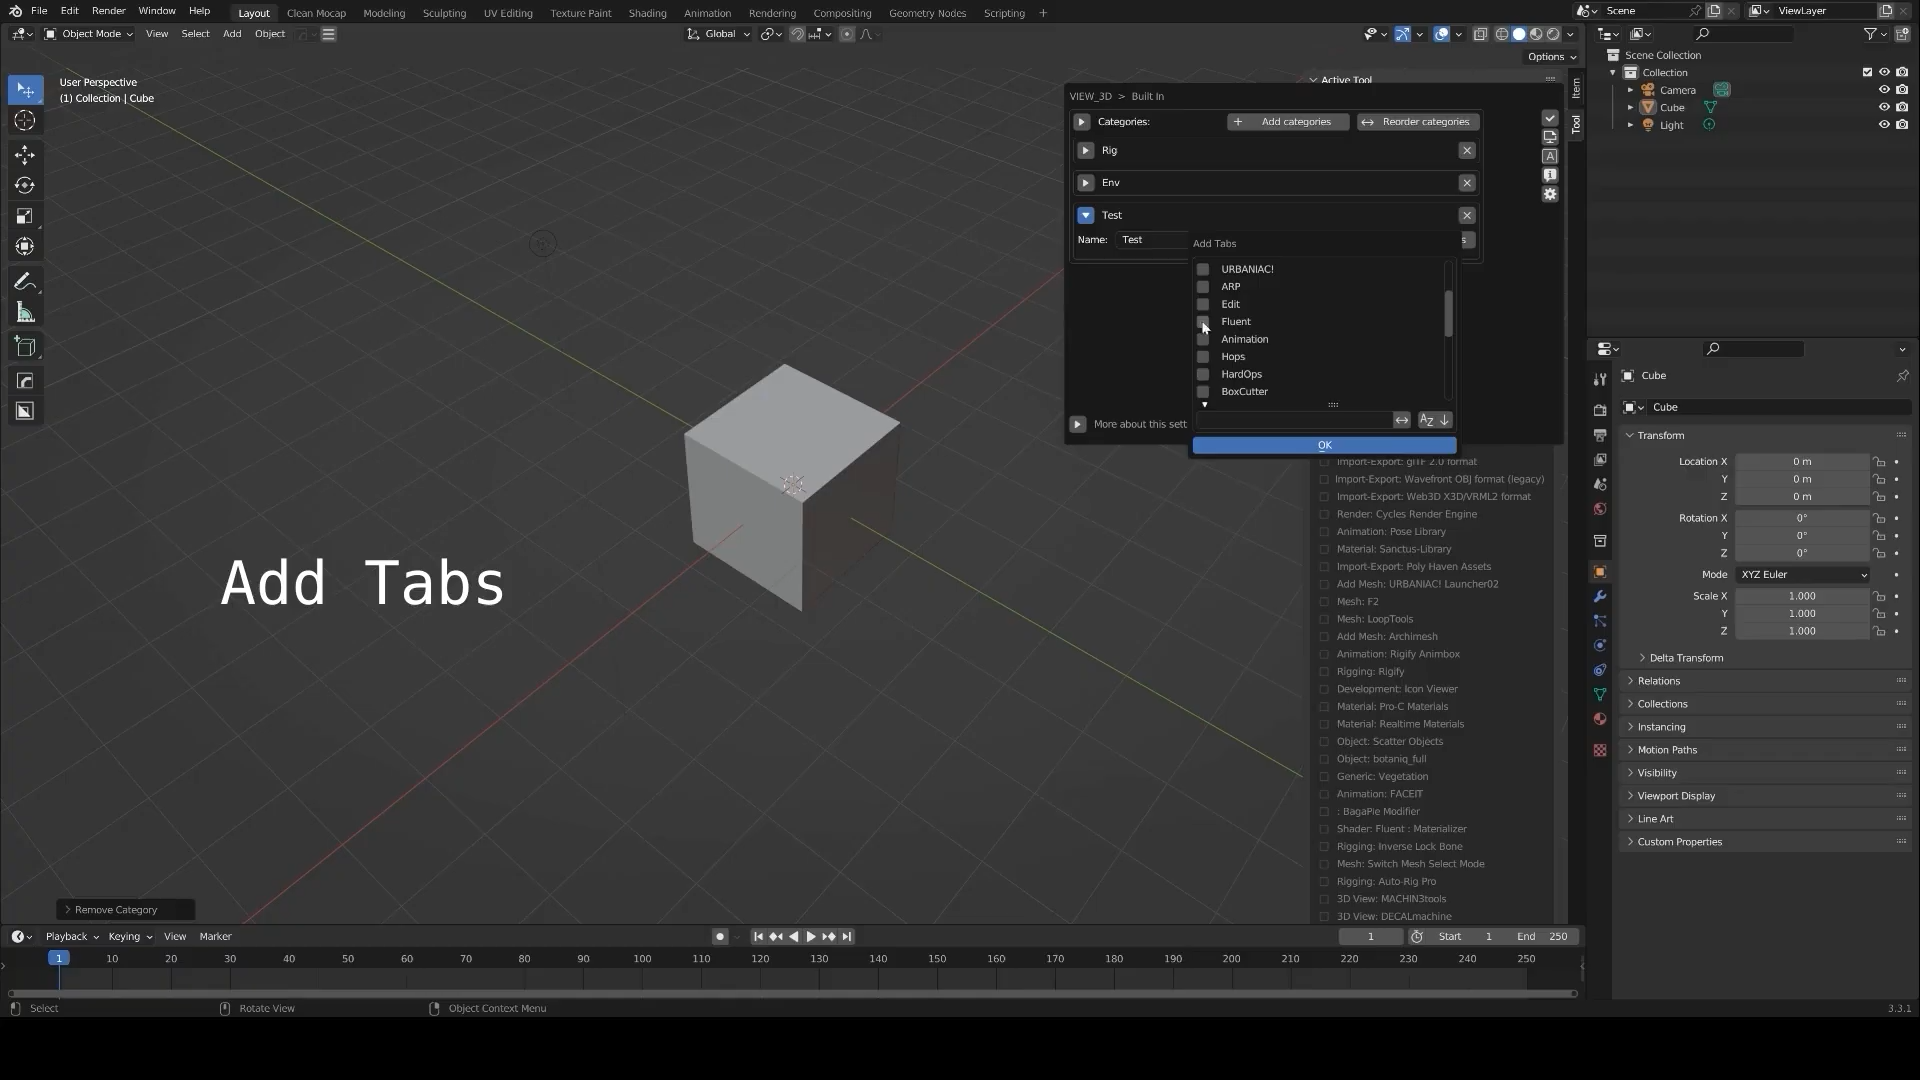 File Edit Render Window Help Layout Clean Mocap Modeling Sculpting UV Editing Texture Paint Shading Animation Rendering Compositing Geometry Nodes Scripting + Scene ViewLayer
Object Mode View Select Add Object Global
Options
User Perspective
(1) Collection | Cube
Active Tool
Item
Tool
VIEW_3D > Built In
Categories: + Add categories Reorder categories
Rig
Env
Test
Name: Test s
Add Tabs
URBANIAC!
ARP
Edit
Fluent
Animation
Hops
HardOps
BoxCutter
More about this sett
OK
Import-Export: glTF 2.0 format
Import-Export: Wavefront OBJ format (legacy)
Import-Export: Web3D X3D/VRML2 format
Render: Cycles Render Engine
Animation: Pose Library
Material: Sanctus-Library
Import-Export: Poly Haven Assets
Add Mesh: URBANIAC! Launcher02
Mesh: F2
Mesh: LoopTools
Add Mesh: Archimesh
Animation: Rigify Animbox
Rigging: Rigify
Development: Icon Viewer
Material: Pro-C Materials
Material: Realtime Materials
Object: Scatter Objects
Object: botaniq_full
Generic: Vegetation
Animation: FACEIT
: BagaPie Modifier
Shader: Fluent : Materializer
Rigging: Inverse Lock Bone
Mesh: Switch Mesh Select Mode
Rigging: Auto-Rig Pro
3D View: MACHIN3tools
3D View: DECALmachine
Add Tabs
Remove Category
Scene Collection
Collection
Camera
Cube
Light
Cube
Cube
Transform
Location X 0 m
Y 0 m
Z 0 m
Rotation X 0°
Y 0°
Z 0°
Mode XYZ Euler
Scale X 1.000
Y 1.000
Z 1.000
Delta Transform
Relations
Collections
Instancing
Motion Paths
Visibility
Viewport Display
Line Art
Custom Properties
Playback Keying View Marker 1 Start 1 End 250
1 10 20 30 40 50 60 70 80 90 100 110 120 130 140 150 160 170 180 190 200 210 220 230 240 250
Select Rotate View Object Context Menu 3.3.1